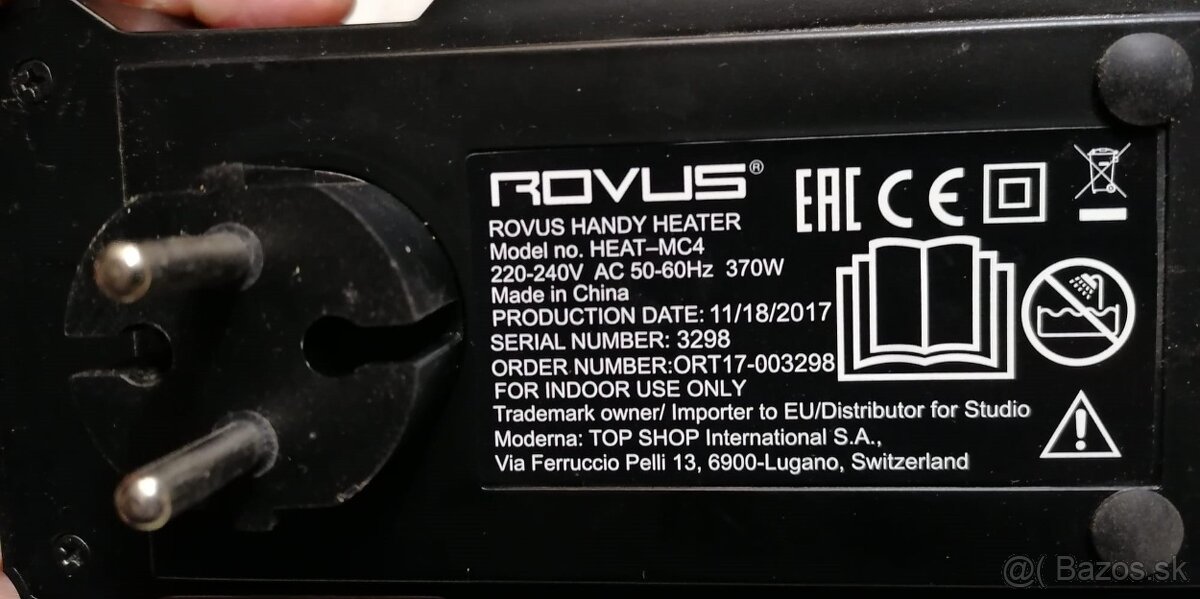 ROVUS®
EAC CE
ROVUS HANDY HEATER
Model no. HEAT–MC4
220-240V AC 50-60Hz 370W
Made in China
PRODUCTION DATE: 11/18/2017
SERIAL NUMBER: 3298
ORDER NUMBER:ORT17-003298
FOR INDOOR USE ONLY
Trademark owner/ Importer to EU/Distributor for Studio
Moderna: TOP SHOP International S.A.,
Via Ferruccio Pelli 13, 6900-Lugano, Switzerland
@( Bazos.sk